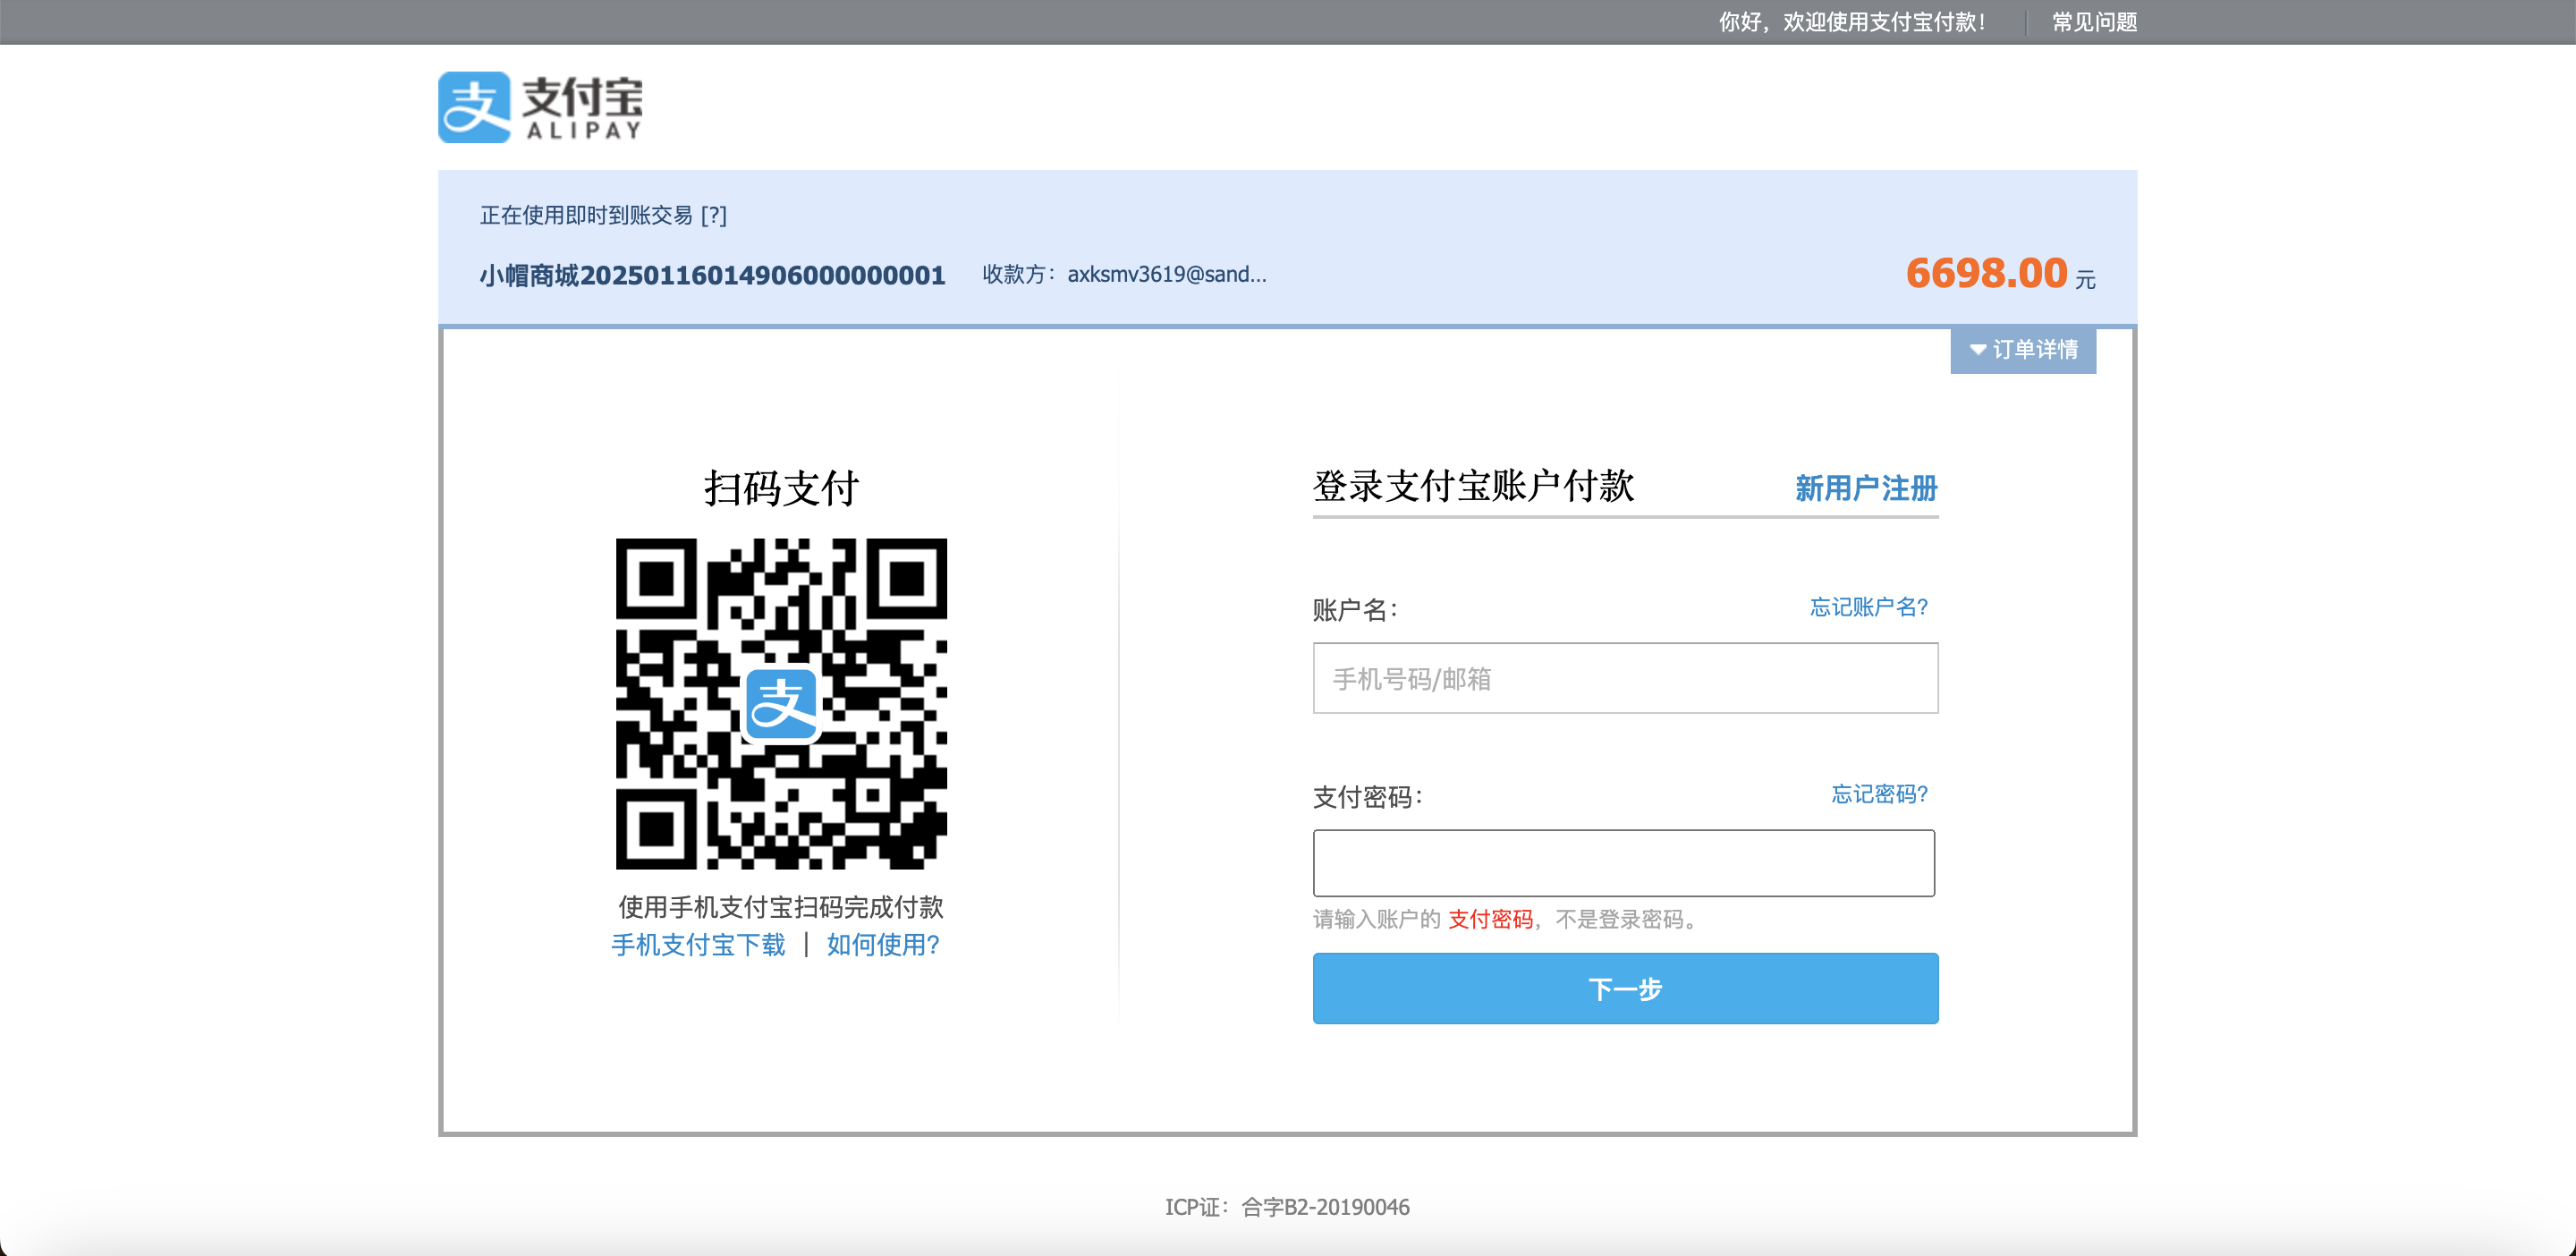 你好，欢迎使用支付宝付款！ 常见问题
支 支付宝
ALIPAY
正在使用即时到账交易 [?]
小帽商城20250116014906000000001 收款方：axksmv3619@sand... 6698.00 元
订单详情
扫码支付
支
使用手机支付宝扫码完成付款
手机支付宝下载 | 如何使用?
登录支付宝账户付款 新用户注册
账户名： 忘记账户名?
手机号码/邮箱
支付密码： 忘记密码?
请输入账户的 支付密码，不是登录密码。
下一步
ICP证：合字B2-20190046